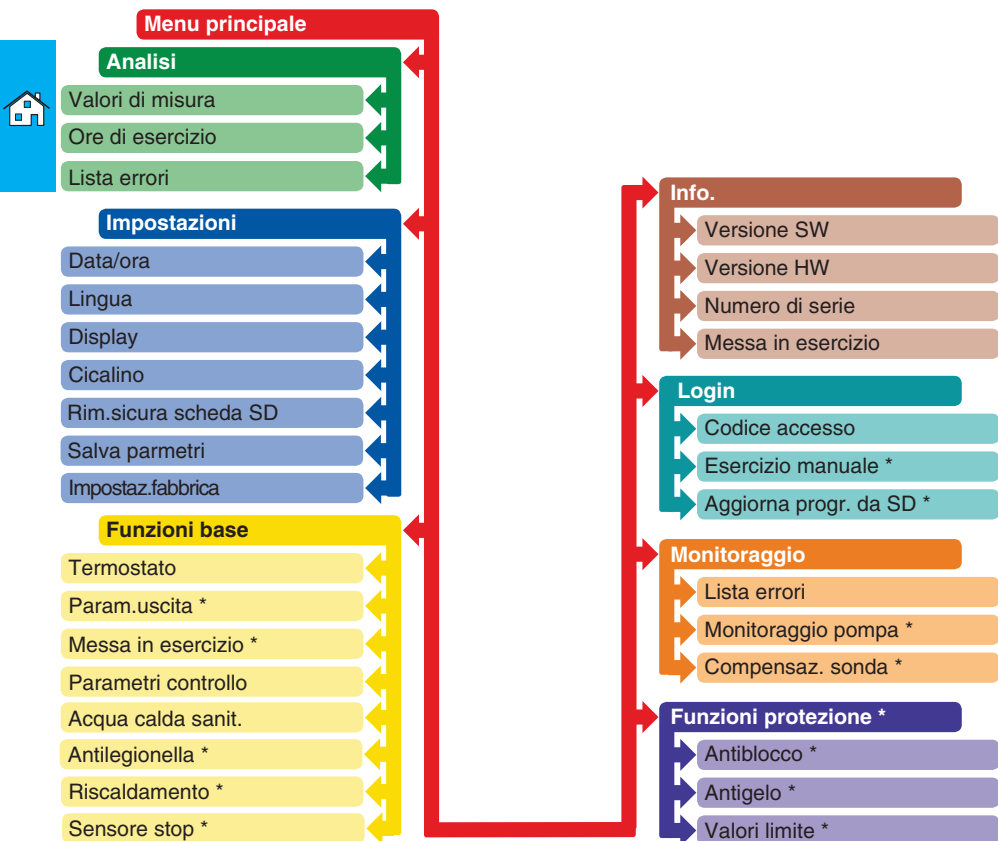 Menu principale
Analisi
Valori di misura
Ore di esercizio
Lista errori
Impostazioni
Data/ora
Lingua
Display
Cicalino
Rim.sicura scheda SD
Salva parmetri
Impostaz.fabbrica
Funzioni base
Termostato
Param.uscita *
Messa in esercizio *
Parametri controllo
Acqua calda sanit.
Antilegionella *
Riscaldamento *
Sensore stop *
Info.
Versione SW
Versione HW
Numero di serie
Messa in esercizio
Login
Codice accesso
Esercizio manuale *
Aggiorna progr. da SD *
Monitoraggio
Lista errori
Monitoraggio pompa *
Compensaz. sonda *
Funzioni protezione *
Antiblocco *
Antigelo *
Valori limite *